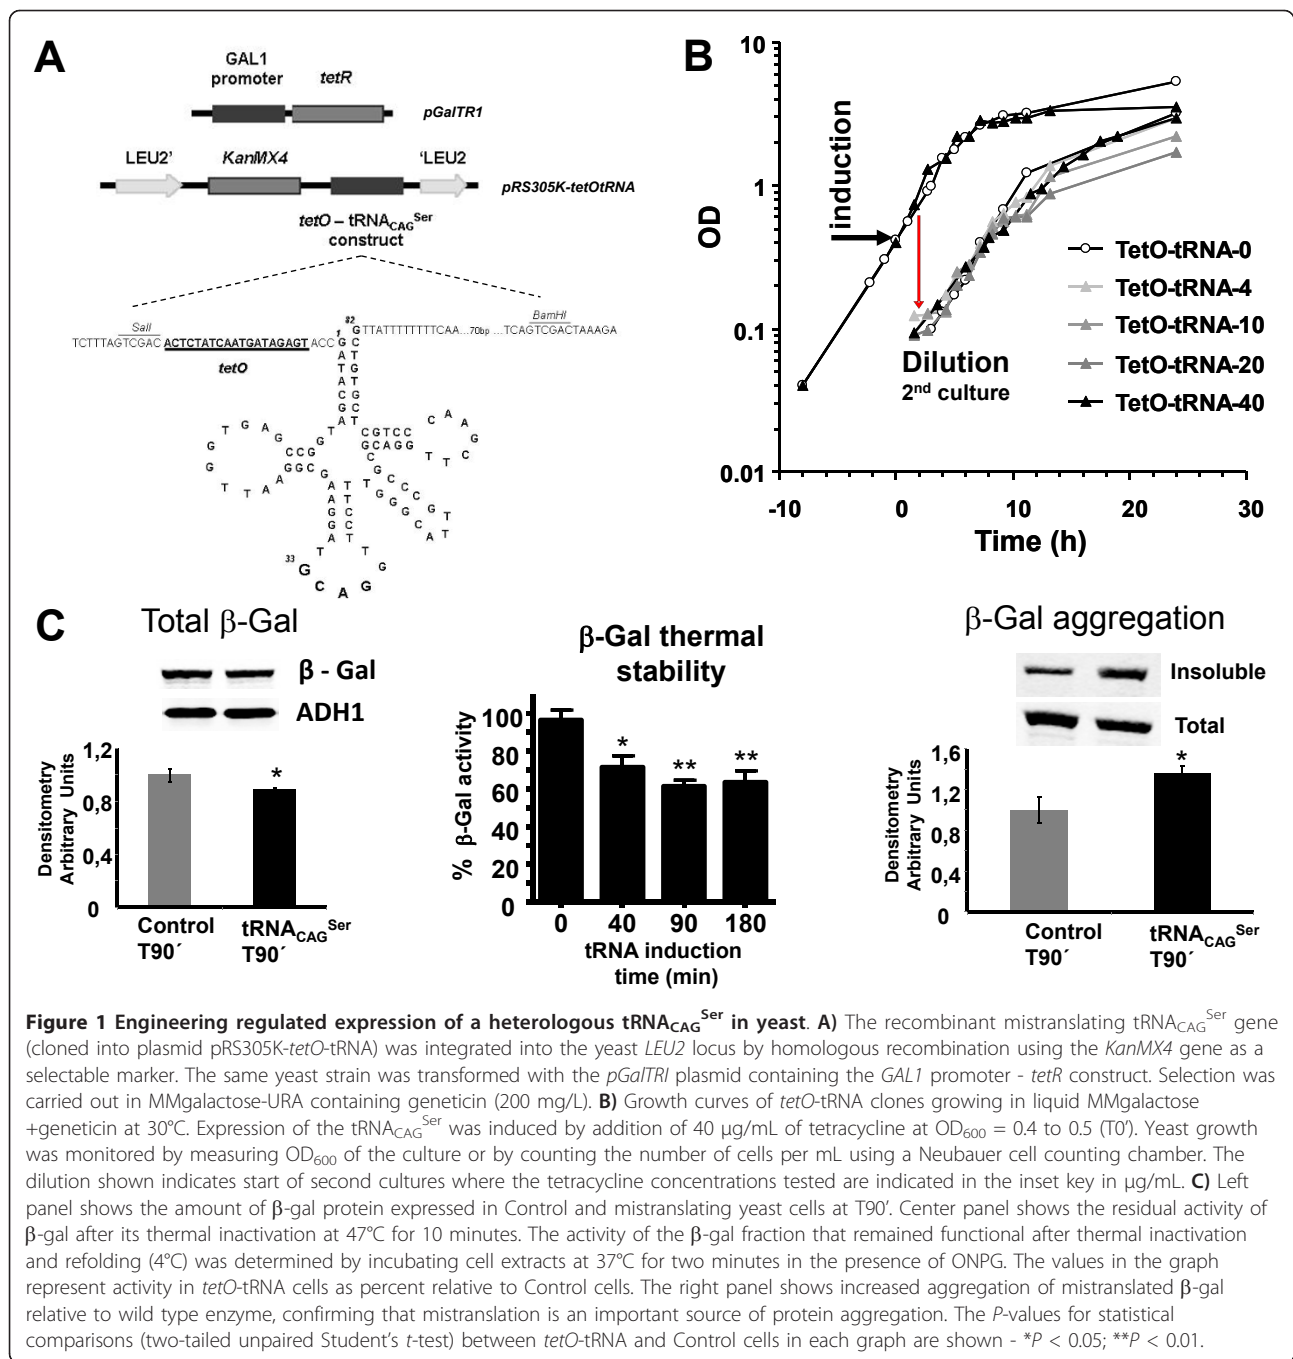 A
GAL1
promoter
tetR
pGalTR1
LEU2'
KanMX4
'LEU2
pRS305K-tetOtRNA
tetO – tRNA_CAG^Ser
construct
SalI
TCTTTAGTCGAC ACTCTATCAATGATAGAGT ACC
tetO
1
82
GTTATTTTTTTTCAA...70bp ...TCAGTCGACTAAAGA
BamHI
33
G C A G
B
OD
10
1
0.1
0.01
induction
Dilution
2nd culture
TetO-tRNA-0
TetO-tRNA-4
TetO-tRNA-10
TetO-tRNA-20
TetO-tRNA-40
-10 0 10 20 30
Time (h)
C
Total β-Gal
β - Gal
ADH1
Densitometry
Arbitrary Units
1,2
0,8
0,4
0
*
Control
T90´
tRNA_CAG^Ser
T90´
β-Gal thermal
stability
% β-Gal activity
100
80
60
40
20
0
* ** **
0 40 90 180
tRNA induction
time (min)
β-Gal aggregation
Insoluble
Total
Densitometry
Arbitrary Units
1,6
1,2
0,8
0,4
0
*
Control
T90´
tRNA_CAG^Ser
T90´
Figure 1 Engineering regulated expression of a heterologous tRNA_CAG^Ser in yeast. A) The recombinant mistranslating tRNA_CAG^Ser gene
(cloned into plasmid pRS305K-tetO-tRNA) was integrated into the yeast LEU2 locus by homologous recombination using the KanMX4 gene as a
selectable marker. The same yeast strain was transformed with the pGalTRI plasmid containing the GAL1 promoter - tetR construct. Selection was
carried out in MMgalactose-URA containing geneticin (200 mg/L). B) Growth curves of tetO-tRNA clones growing in liquid MMgalactose
+geneticin at 30°C. Expression of the tRNA_CAG^Ser was induced by addition of 40 μg/mL of tetracycline at OD600 = 0.4 to 0.5 (T0'). Yeast growth
was monitored by measuring OD600 of the culture or by counting the number of cells per mL using a Neubauer cell counting chamber. The
dilution shown indicates start of second cultures where the tetracycline concentrations tested are indicated in the inset key in μg/mL. C) Left
panel shows the amount of β-gal protein expressed in Control and mistranslating yeast cells at T90'. Center panel shows the residual activity of
β-gal after its thermal inactivation at 47°C for 10 minutes. The activity of the β-gal fraction that remained functional after thermal inactivation
and refolding (4°C) was determined by incubating cell extracts at 37°C for two minutes in the presence of ONPG. The values in the graph
represent activity in tetO-tRNA cells as percent relative to Control cells. The right panel shows increased aggregation of mistranslated β-gal
relative to wild type enzyme, confirming that mistranslation is an important source of protein aggregation. The P-values for statistical
comparisons (two-tailed unpaired Student's t-test) between tetO-tRNA and Control cells in each graph are shown - *P < 0.05; **P < 0.01.